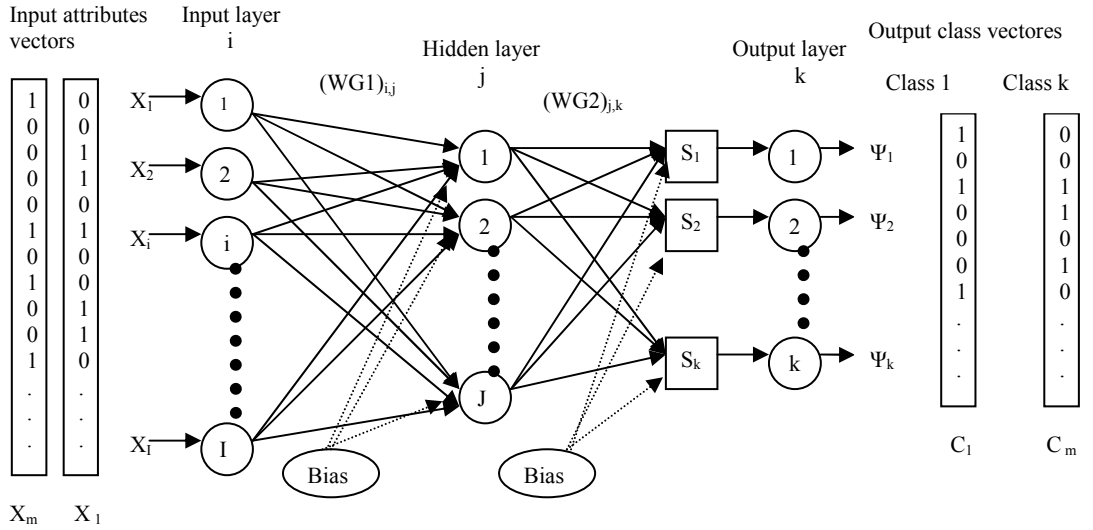 Input attributes
vectors
Input layer
i
Hidden layer
j
Output layer
k
Output class vectores
Class 1
Class k
(WG1)i,j
(WG2)j,k
1
0
0
0
0
1
0
1
0
0
1
.
.
.
Xm
0
0
1
1
0
1
0
0
1
1
0
.
.
.
X1
X1
X2
Xi
XI
1
2
i
I
1
2
J
Bias
Bias
S1
S2
Sk
1
2
k
Ψ1
Ψ2
Ψk
1
0
1
0
0
0
1
.
.
.
C1
0
0
1
1
0
1
0
.
.
.
Cm